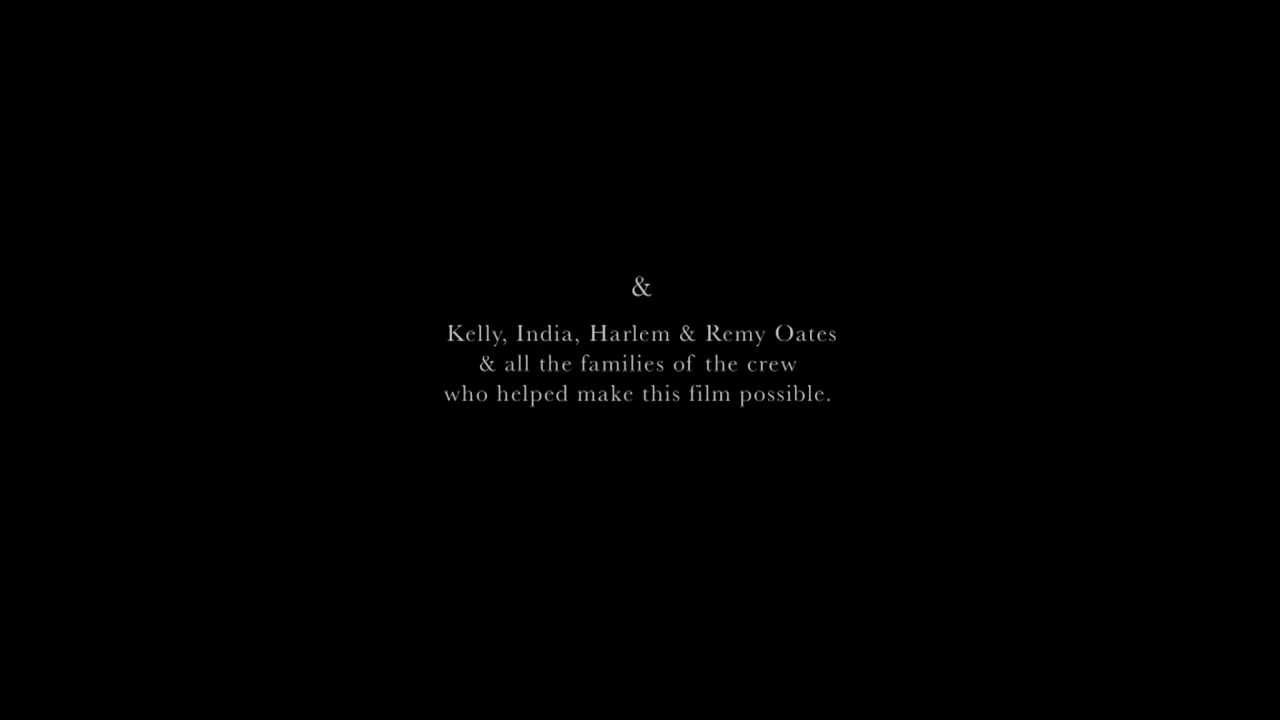 &
Kelly, India, Harlem & Remy Oates
& all the families of the crew
who helped make this film possible.